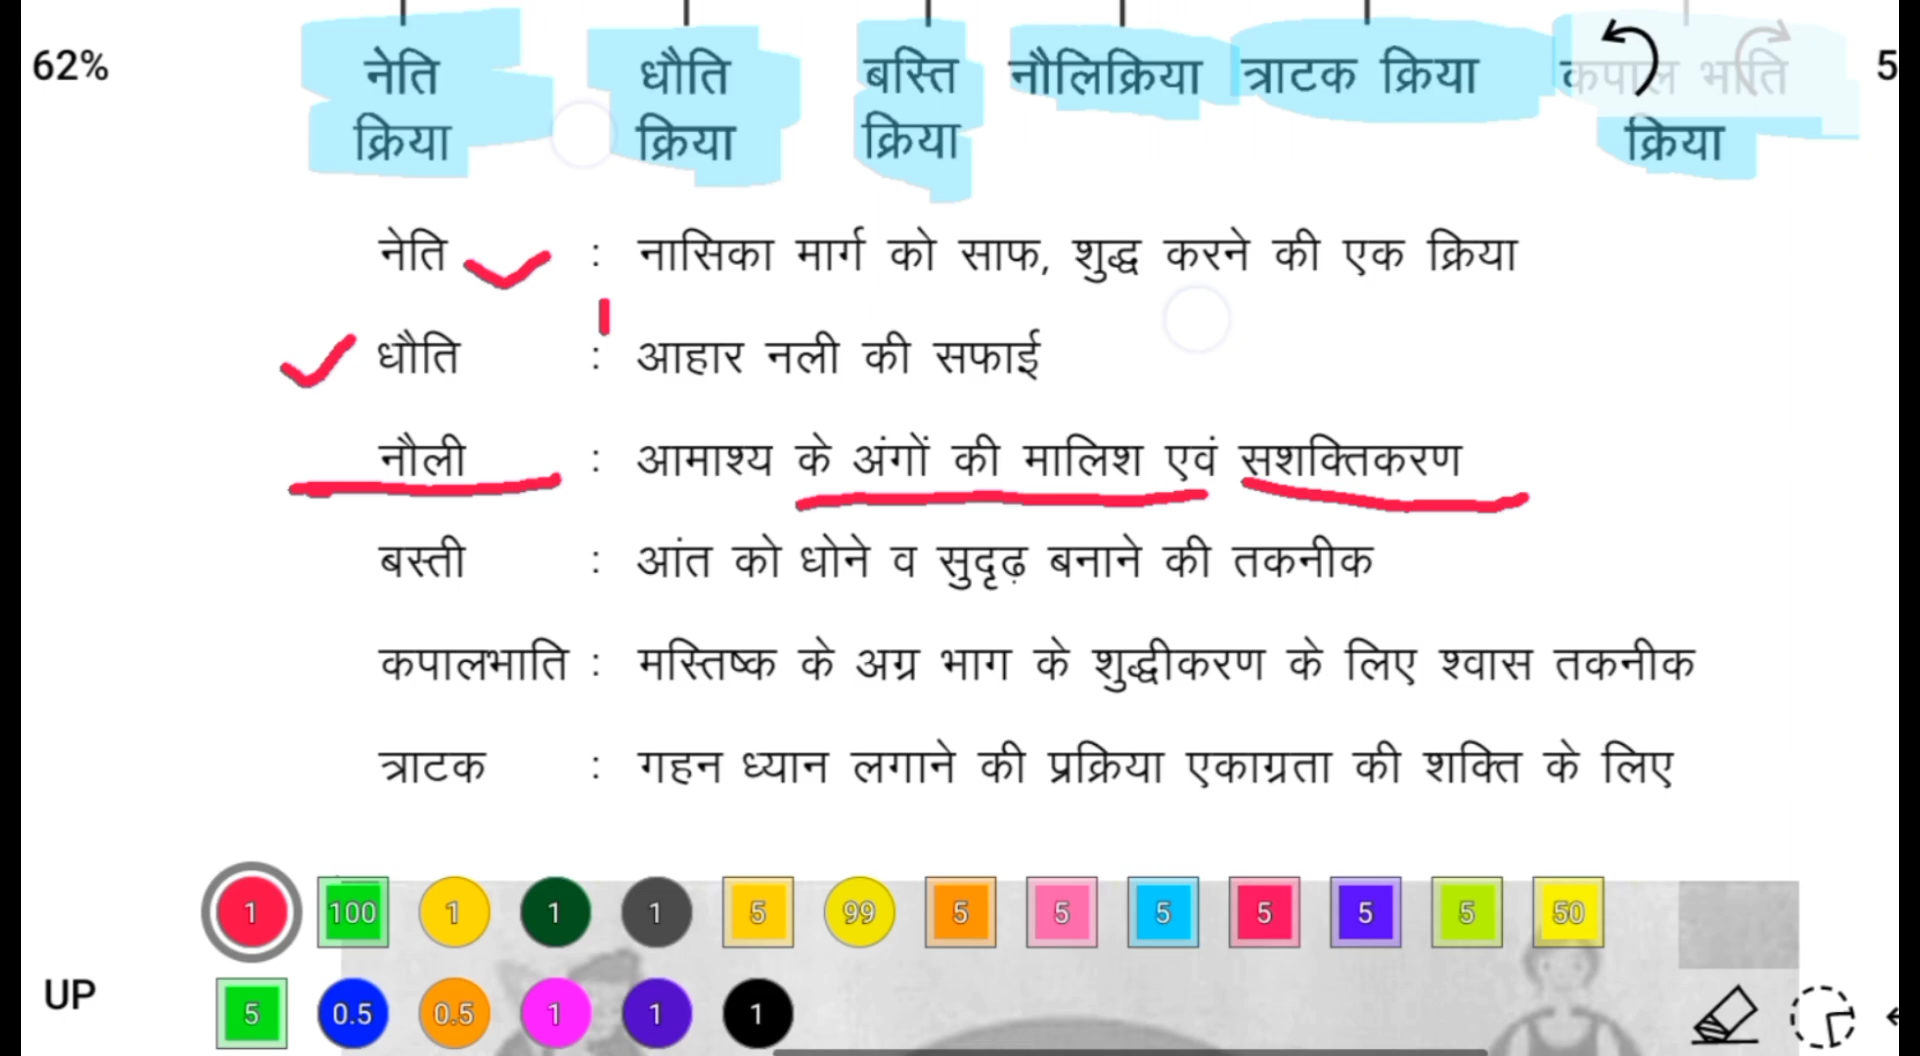 62% नेति धौति बस्ति नौलिक्रिया त्राटक क्रिया कपाल भाति 5
क्रिया क्रिया क्रिया क्रिया
नेति : नासिका मार्ग को साफ, शुद्ध करने की एक क्रिया
धौति : आहार नली की सफाई
नौली : आमाश्य के अंगों की मालिश एवं सशक्तिकरण
बस्ती : आंत को धोने व सुदृढ़ बनाने की तकनीक
कपालभाति : मस्तिष्क के अग्र भाग के शुद्धीकरण के लिए श्वास तकनीक
त्राटक : गहन ध्यान लगाने की प्रक्रिया एकाग्रता की शक्ति के लिए
1 100 1 1 1 5 99 5 5 5 5 5 5 50
UP 5 0.5 0.5 1 1 1